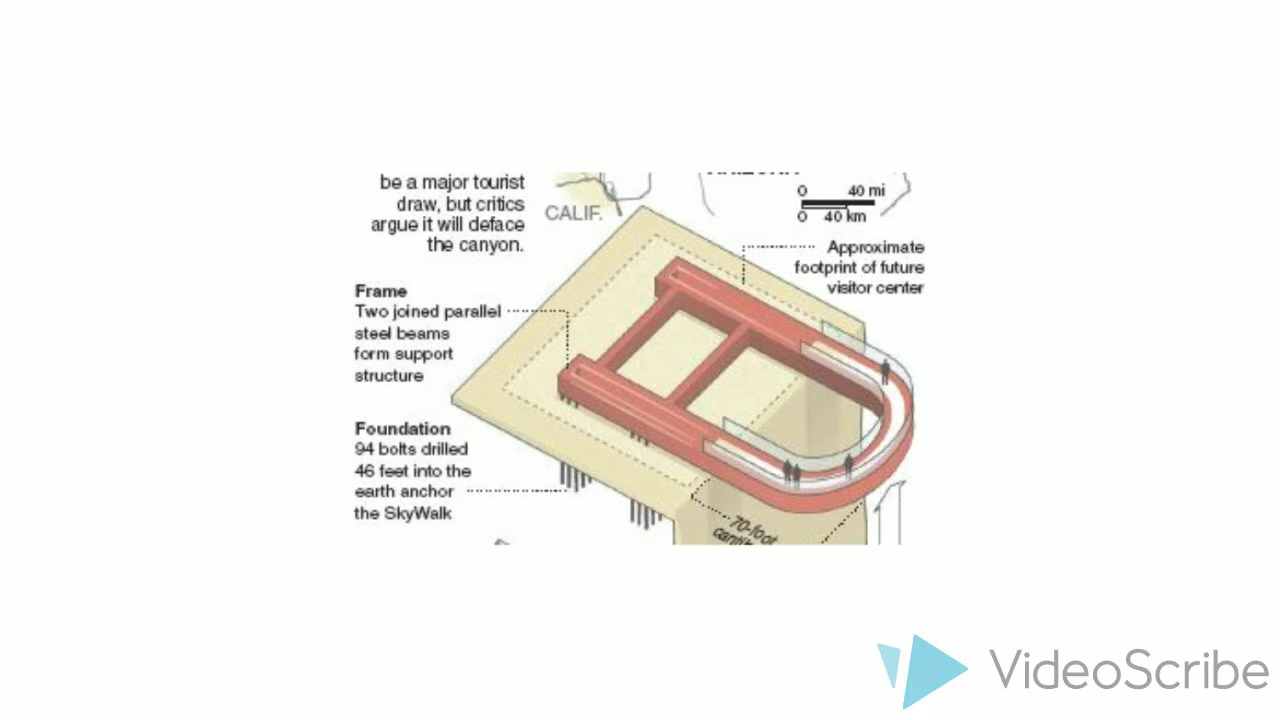 be a major tourist
draw, but critics
argue it will deface
the canyon.
CALIF.
0 40 mi
0 40 km
Approximate
footprint of future
visitor center
Frame
Two joined parallel
steel beams
form support
structure
Foundation
94 bolts drilled
46 feet into the
earth anchor
the SkyWalk
70-foot
VideoScribe